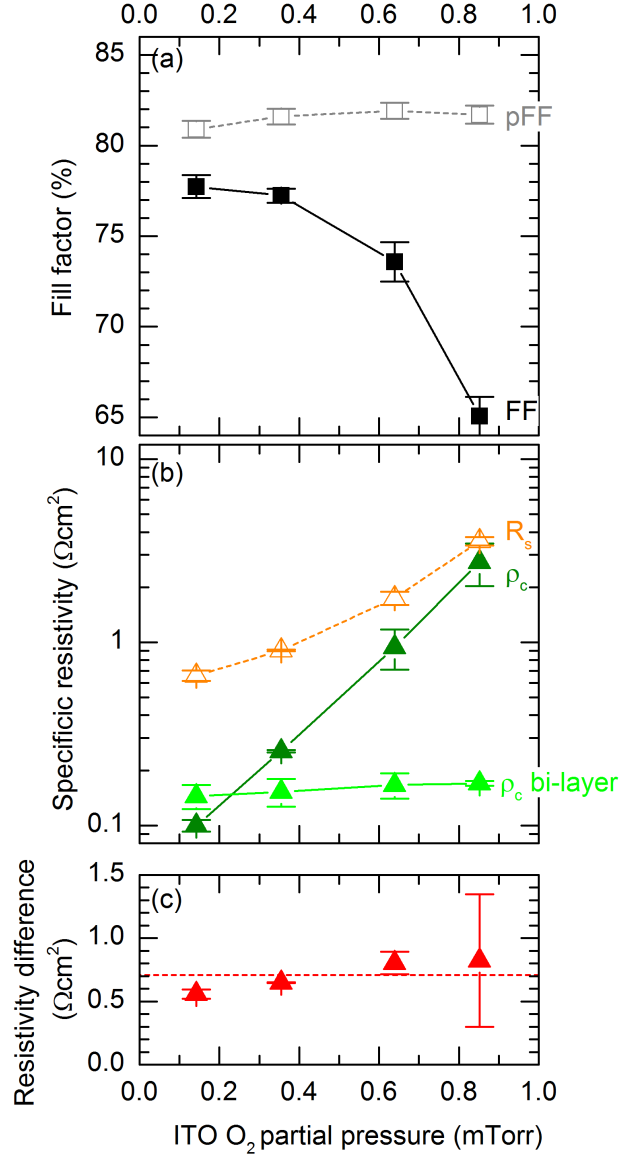 0.0 0.2 0.4 0.6 0.8 1.0
(a)
85
80
75
70
65
Fill factor (%)
pFF
FF
(b)
10
1
0.1
Specificic resistivity (Ωcm²)
R_s
ρ_c
ρ_c bi-layer
(c)
1.5
1.0
0.5
0.0
Resistivity difference
(Ωcm²)
0.0 0.2 0.4 0.6 0.8 1.0
ITO O₂ partial pressure (mTorr)